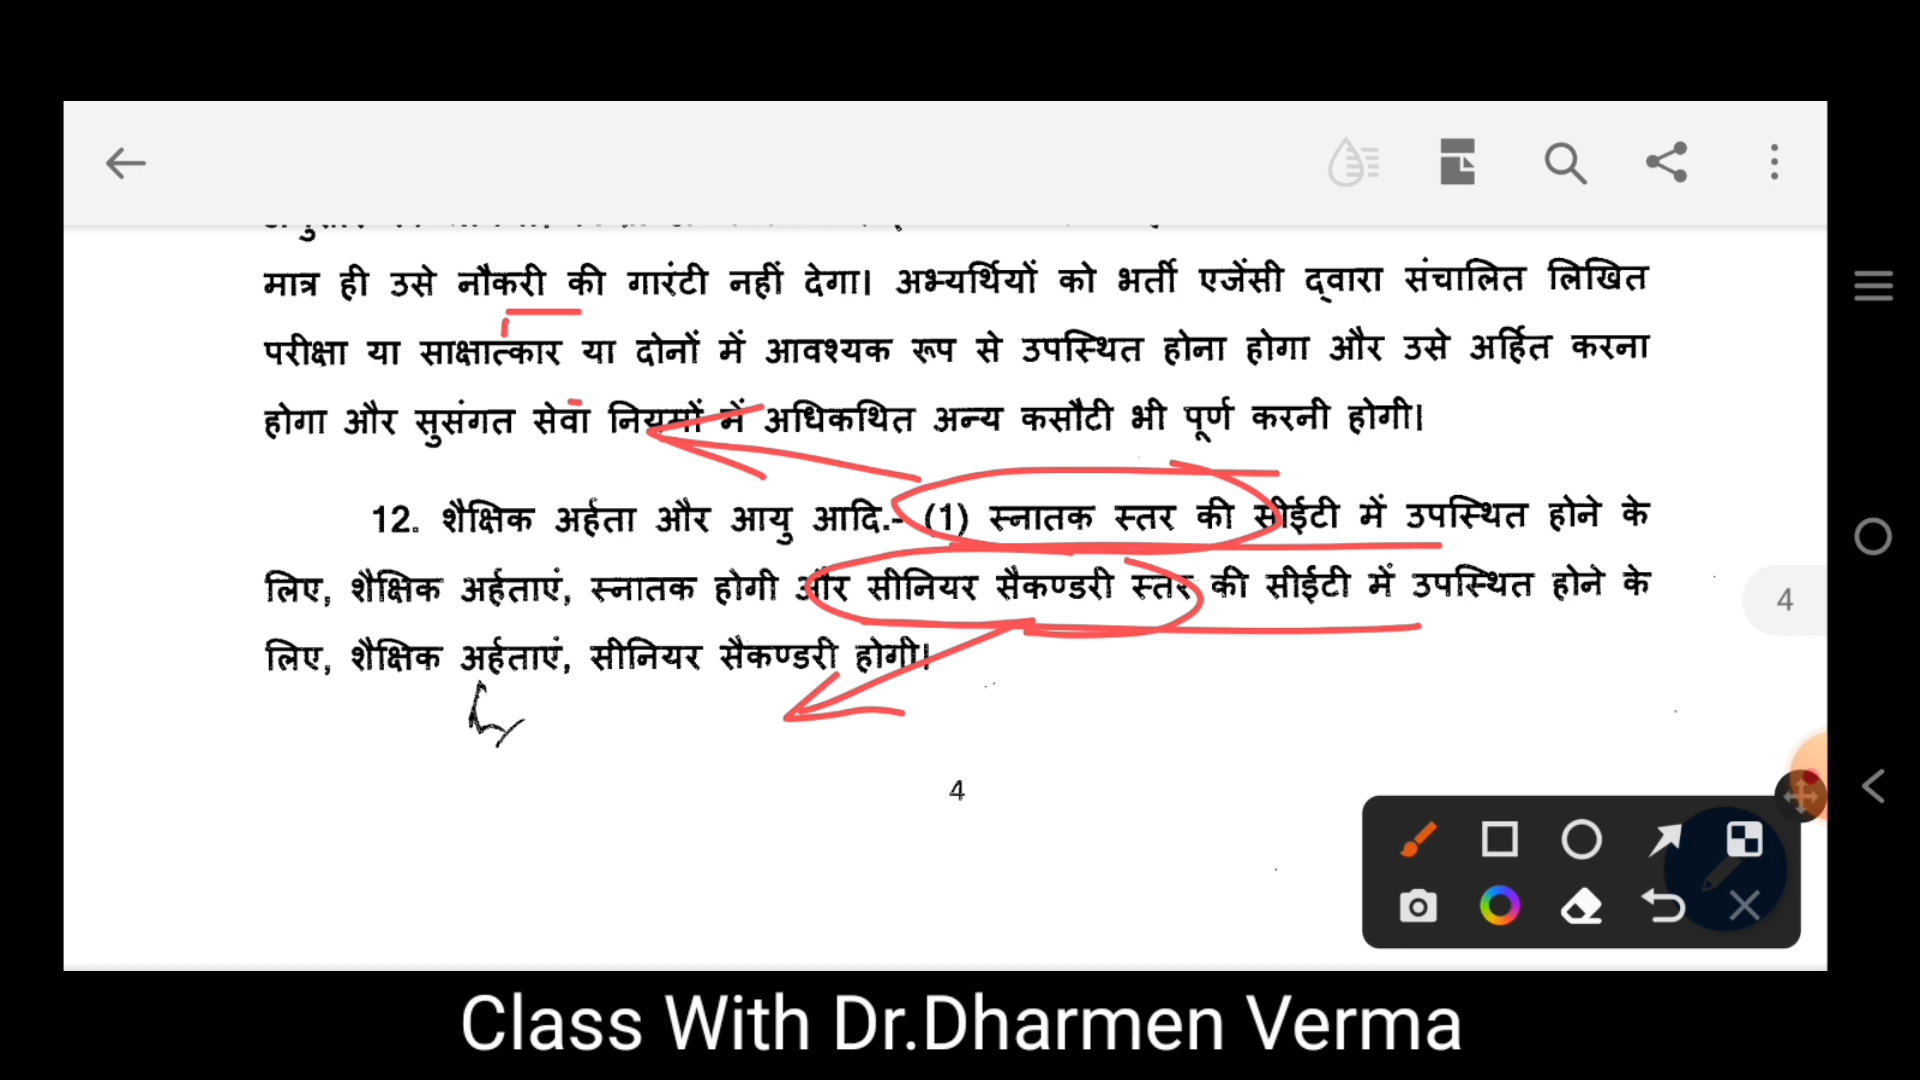 मात्र ही उसे नौकरी की गारंटी नहीं देगा। अभ्यर्थियों को भर्ती एजेंसी द्वारा संचालित लिखित
परीक्षा या साक्षात्कार या दोनों में आवश्यक रूप से उपस्थित होना होगा और उसे अर्हित करना
होगा और सुसंगत सेवा नियमों में अधिकथित अन्य कसौटी भी पूर्ण करनी होगी।
12. शैक्षिक अर्हता और आयु आदि.- (1) स्नातक स्तर की सीईटी में उपस्थित होने के
लिए, शैक्षिक अर्हताएं, स्नातक होगी और सीनियर सैकण्डरी स्तर की सीईटी में उपस्थित होने के
लिए, शैक्षिक अर्हताएं, सीनियर सैकण्डरी होगी।
4
4
Class With Dr.Dharmen Verma